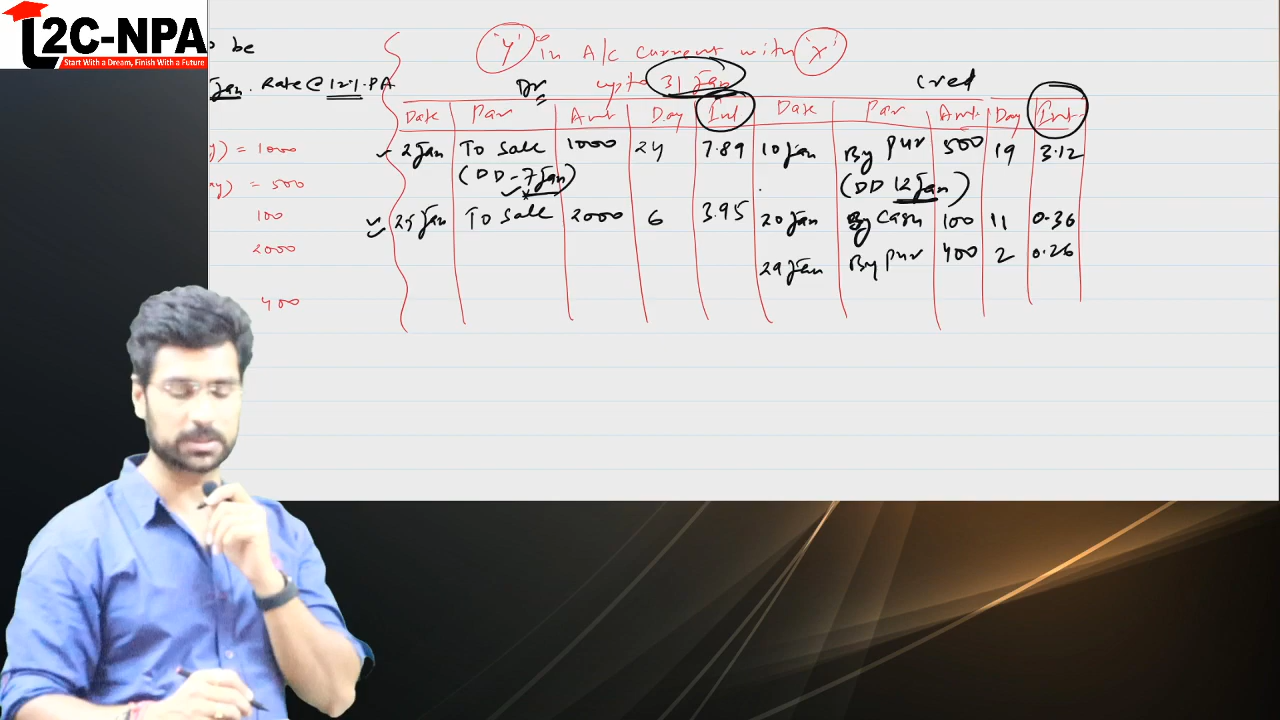 L2C-NPA
Start With a Dream, Finish With a Future
o be
Jan. Rate @ 12%.PA
y) = 1000
ay) = 500
100
2000
400
'Y' in A/c current with 'X'
upto 31 Jan
Dr Cred
Date Par Amt Day Int Date Par Amt Day Int
2 Jan To Sale 1000 24 7.89 10 Jan By pur 500 19 3.12
(DD - 7 Jan) (DD 12 Jan)
25 Jan To Sale 2000 6 3.95 20 Jan By Cash 100 11 0.36
29 Jan By pur 400 2 0.26